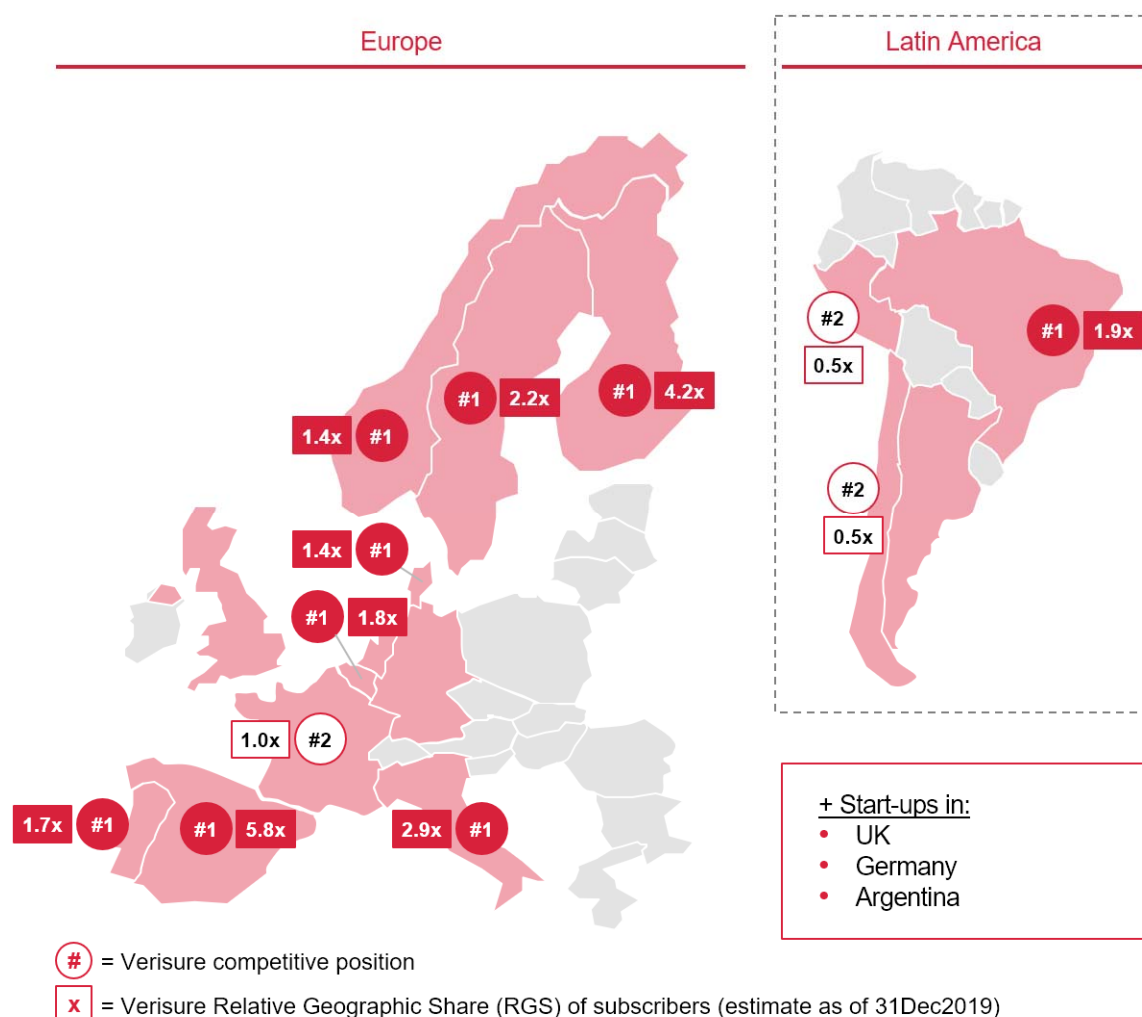 Europe
Latin America
#2
0.5x
#1 1.9x
#1 2.2x
#1 4.2x
1.4x #1
#2
0.5x
1.4x #1
#1 1.8x
1.0x #2
1.7x #1
#1 5.8x
2.9x #1
+ Start-ups in:
• UK
• Germany
• Argentina
# = Verisure competitive position
x = Verisure Relative Geographic Share (RGS) of subscribers (estimate as of 31Dec2019)